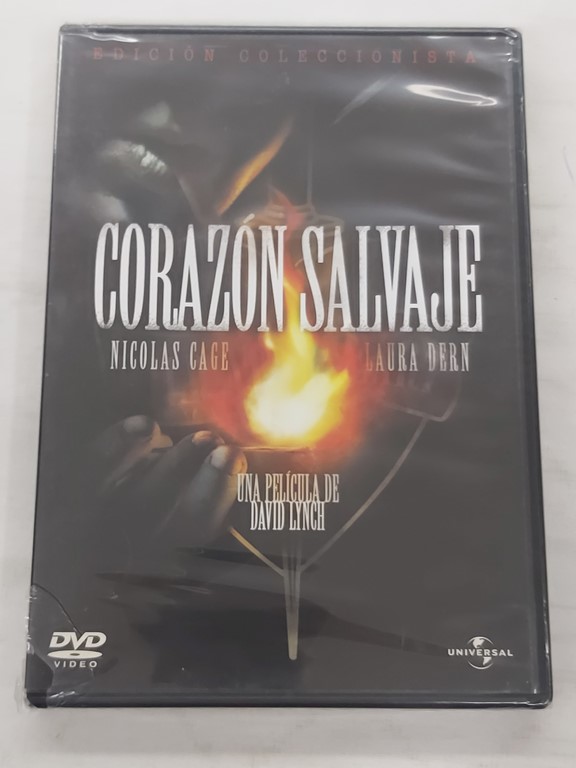 EDICIÓN COLECCIONISTA
CORAZÓN SALVAJE
NICOLAS CAGE LAURA DERN
UNA PELÍCULA DE
DAVID LYNCH
DVD
VIDEO
UNIVERSAL